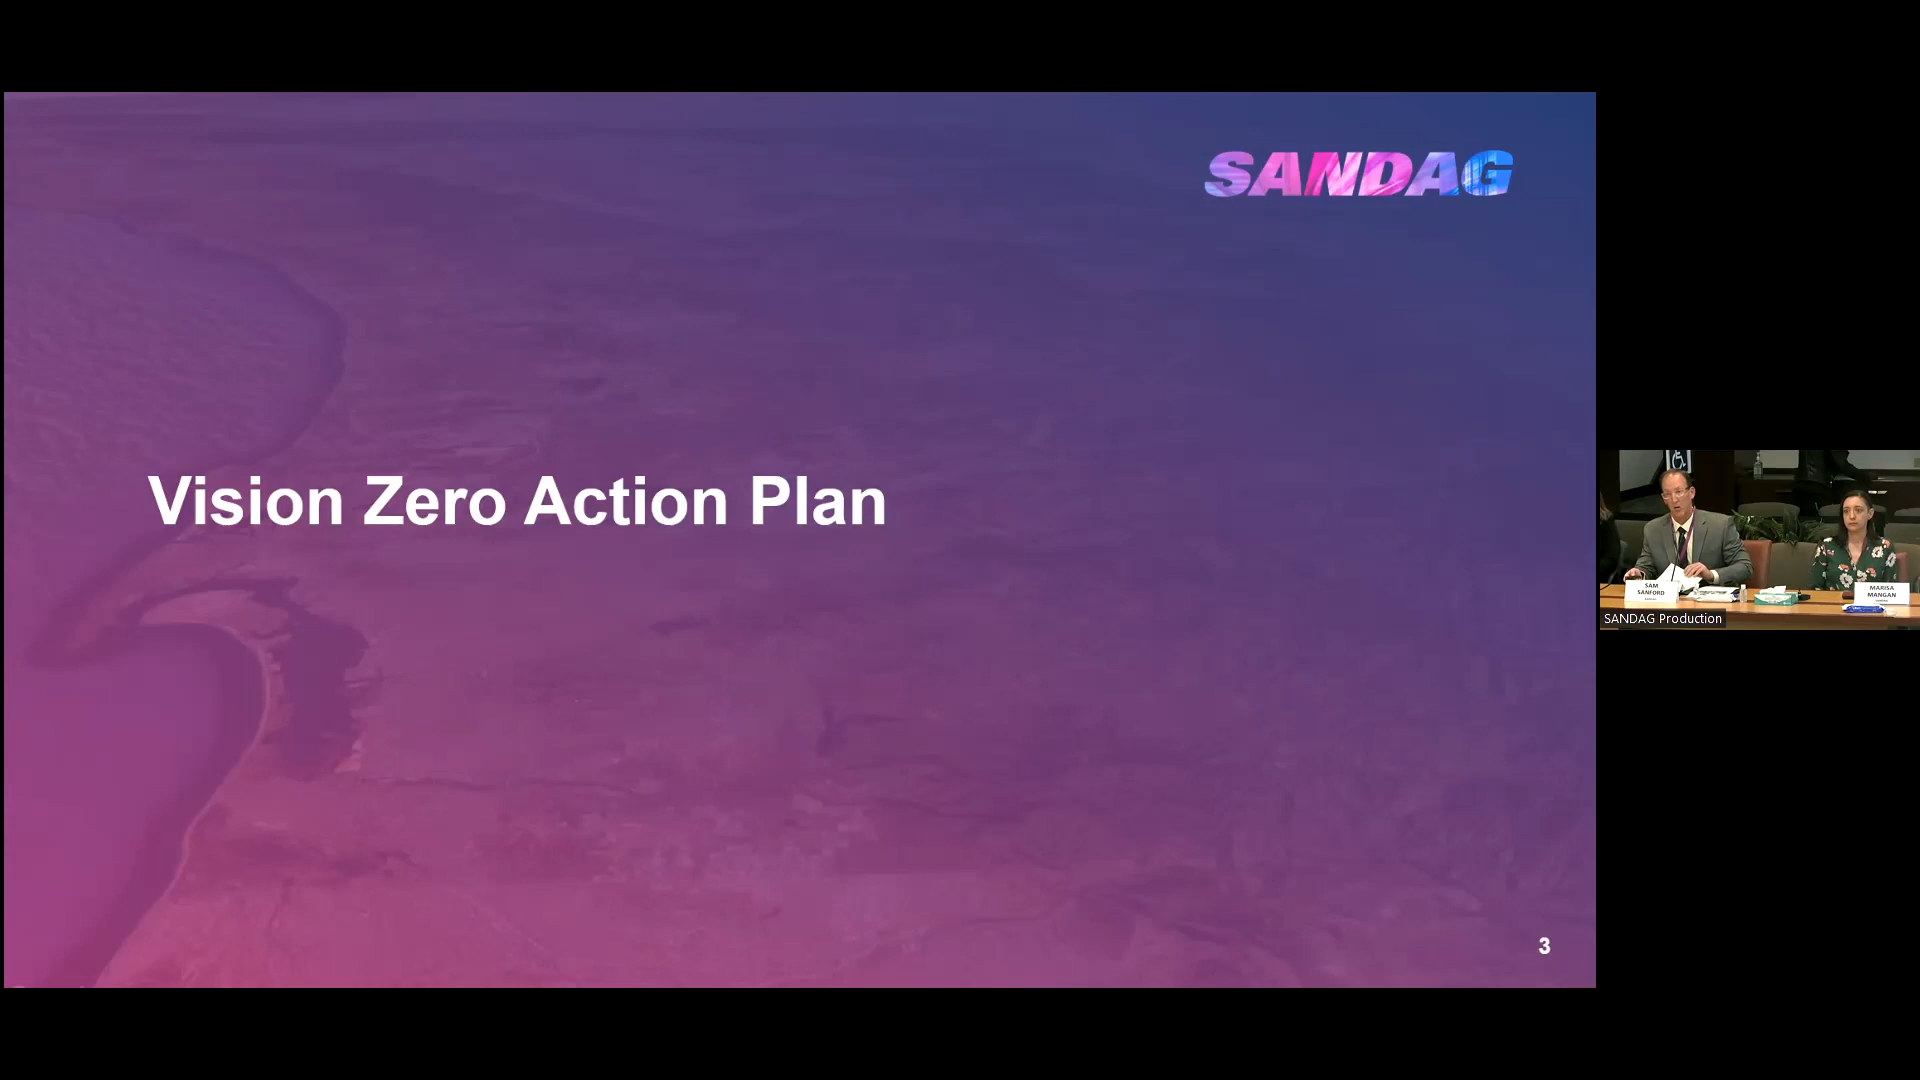 SANDAG
Vision Zero Action Plan
3
SAM
SANFORD
MARISA
MANGAN
SANDAG Production